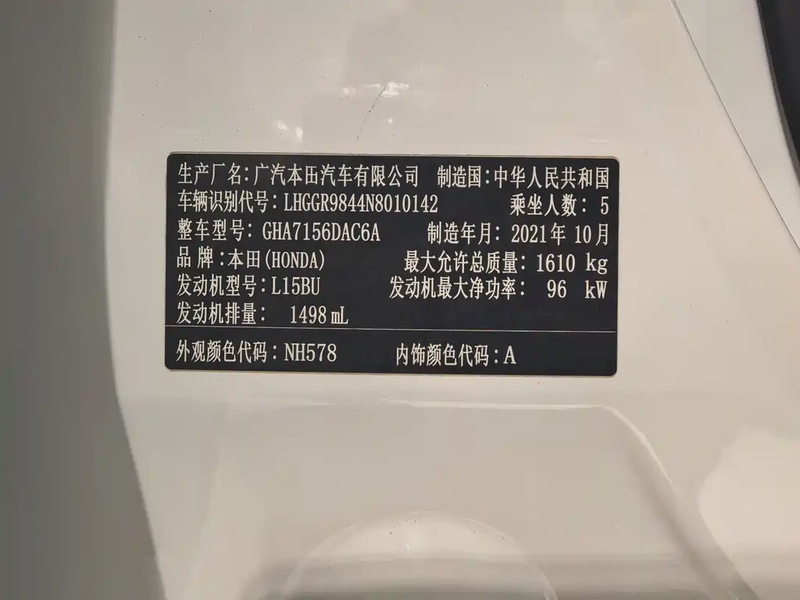 生产厂名:广汽本田汽车有限公司 制造国:中华人民共和国
车辆识别代号:LHGGR9844N8010142 乘坐人数: 5
整车型号:GHA7156DAC6A 制造年月: 2021年10月
品牌:本田(HONDA) 最大允许总质量: 1610 kg
发动机型号:L15BU 发动机最大净功率: 96 kW
发动机排量: 1498 mL
外观颜色代码:NH578 内饰颜色代码:A